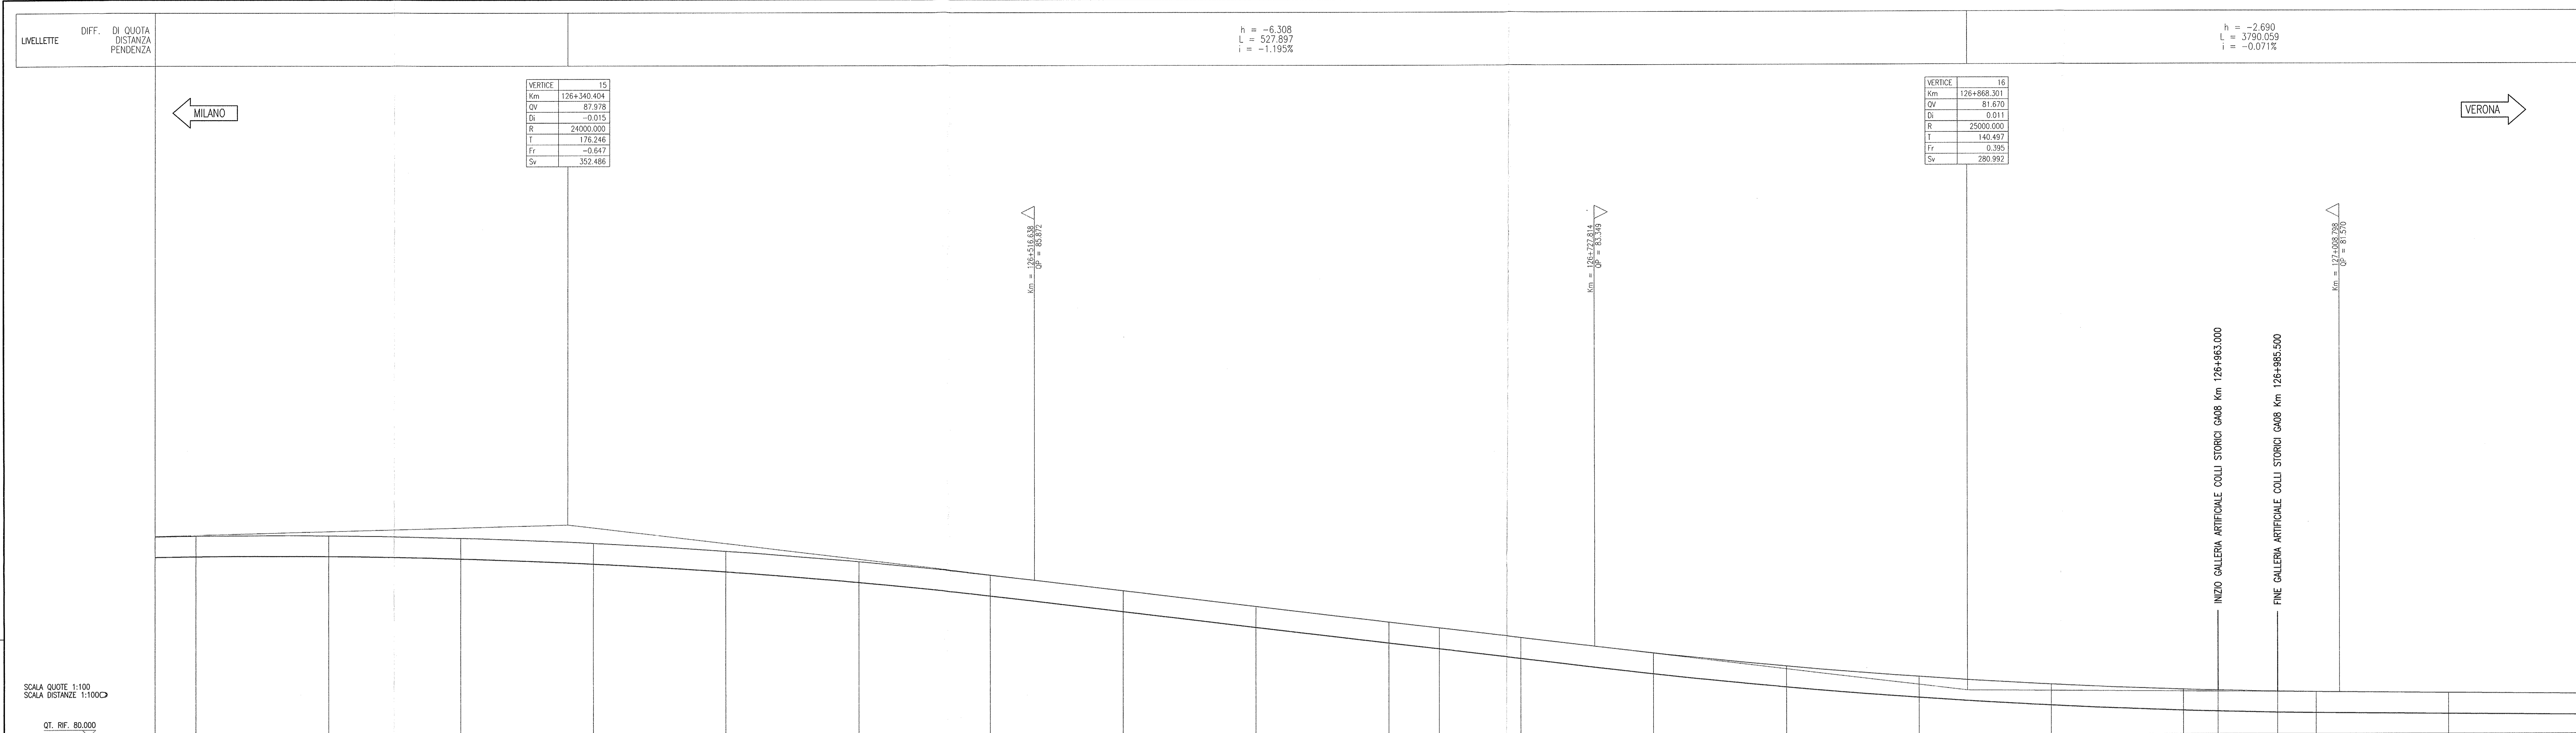 LIVELLETTE
DIFF. DI QUOTA
DISTANZA
PENDENZA
h = -6.308
L = 527.897
i = -1.195%
h = -2.690
L = 3790.059
i = -0.071%
MILANO
VERTICE 15
Km 126+340.404
QV 87.978
Di -0.015
R 24000.000
T 176.246
Fr -0.647
Sv 352.486
VERTICE 16
Km 126+868.301
QV 81.670
Di 0.011
R 25000.000
T 140.497
Fr 0.395
Sv 280.992
VERONA
Km = 126+516.638
QP = 85.872
Km = 126+727.814
QP = 83.349
Km = 127+008.798
QP = 81.570
INIZIO GALLERIA ARTIFICIALE COLLI STORICI GA08 Km 126+963.000
FINE GALLERIA ARTIFICIALE COLLI STORICI GA08 Km 126+985.500
SCALA QUOTE 1:100
SCALA DISTANZE 1:1000
QT. RIF. 80.000